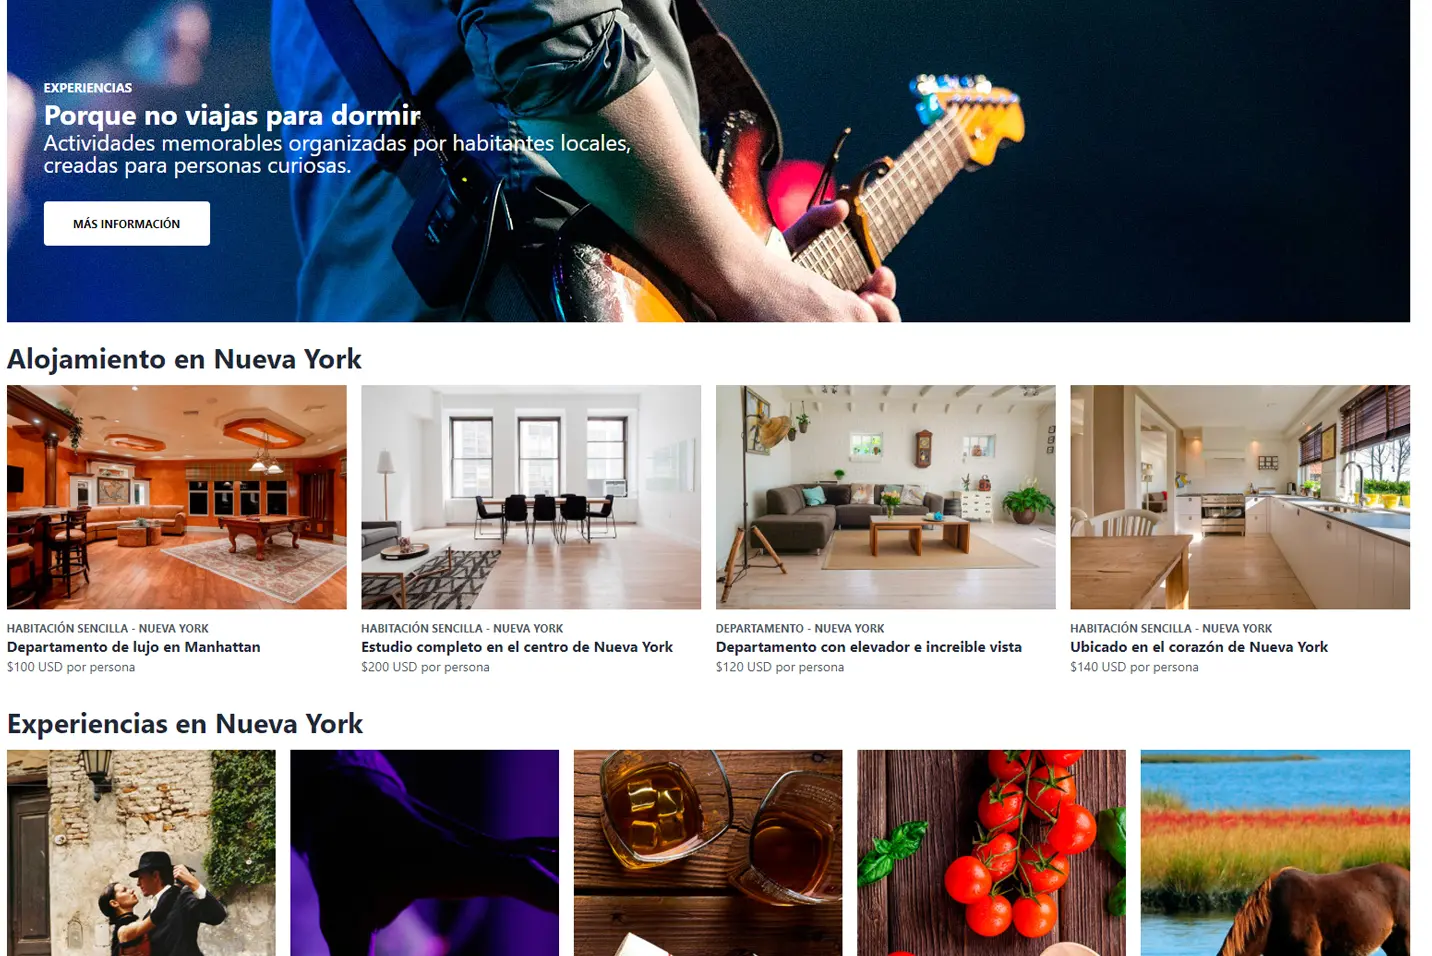 EXPERIENCIAS
Porque no viajas para dormir
Actividades memorables organizadas por habitantes locales,
creadas para personas curiosas.
MÁS INFORMACIÓN
Alojamiento en Nueva York
HABITACIÓN SENCILLA - NUEVA YORK
Departamento de lujo en Manhattan
$100 USD por persona
HABITACIÓN SENCILLA - NUEVA YORK
Estudio completo en el centro de Nueva York
$200 USD por persona
DEPARTAMENTO - NUEVA YORK
Departamento con elevador e increible vista
$120 USD por persona
HABITACIÓN SENCILLA - NUEVA YORK
Ubicado en el corazón de Nueva York
$140 USD por persona
Experiencias en Nueva York